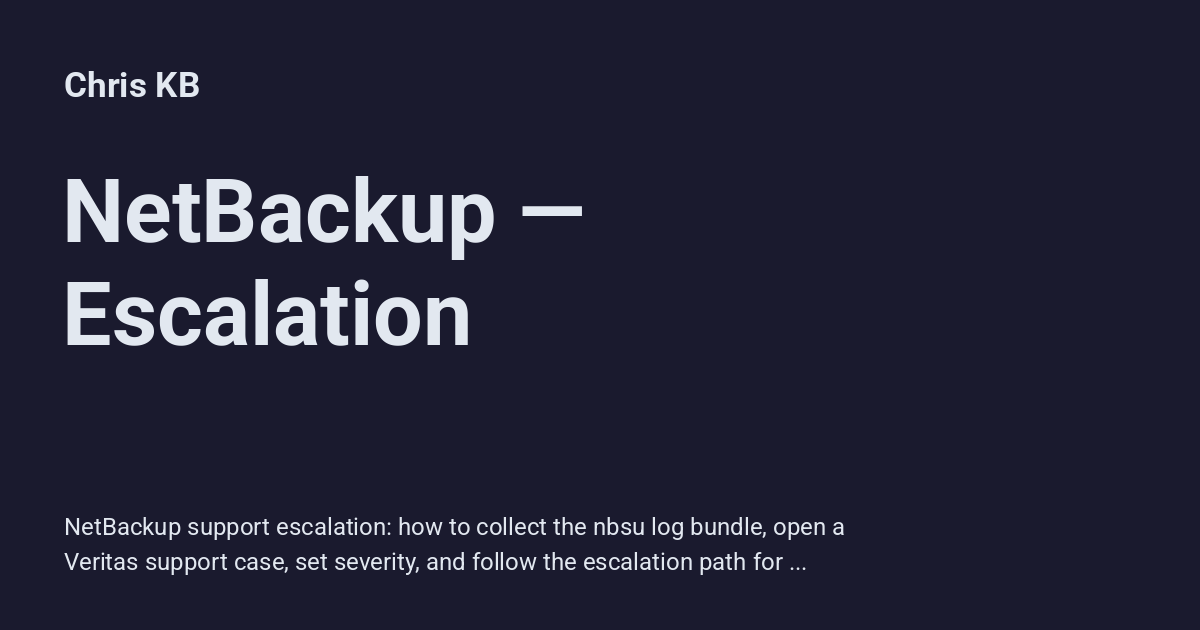 Chris KB
NetBackup —
Escalation
NetBackup support escalation: how to collect the nbsu log bundle, open a
Veritas support case, set severity, and follow the escalation path for ...